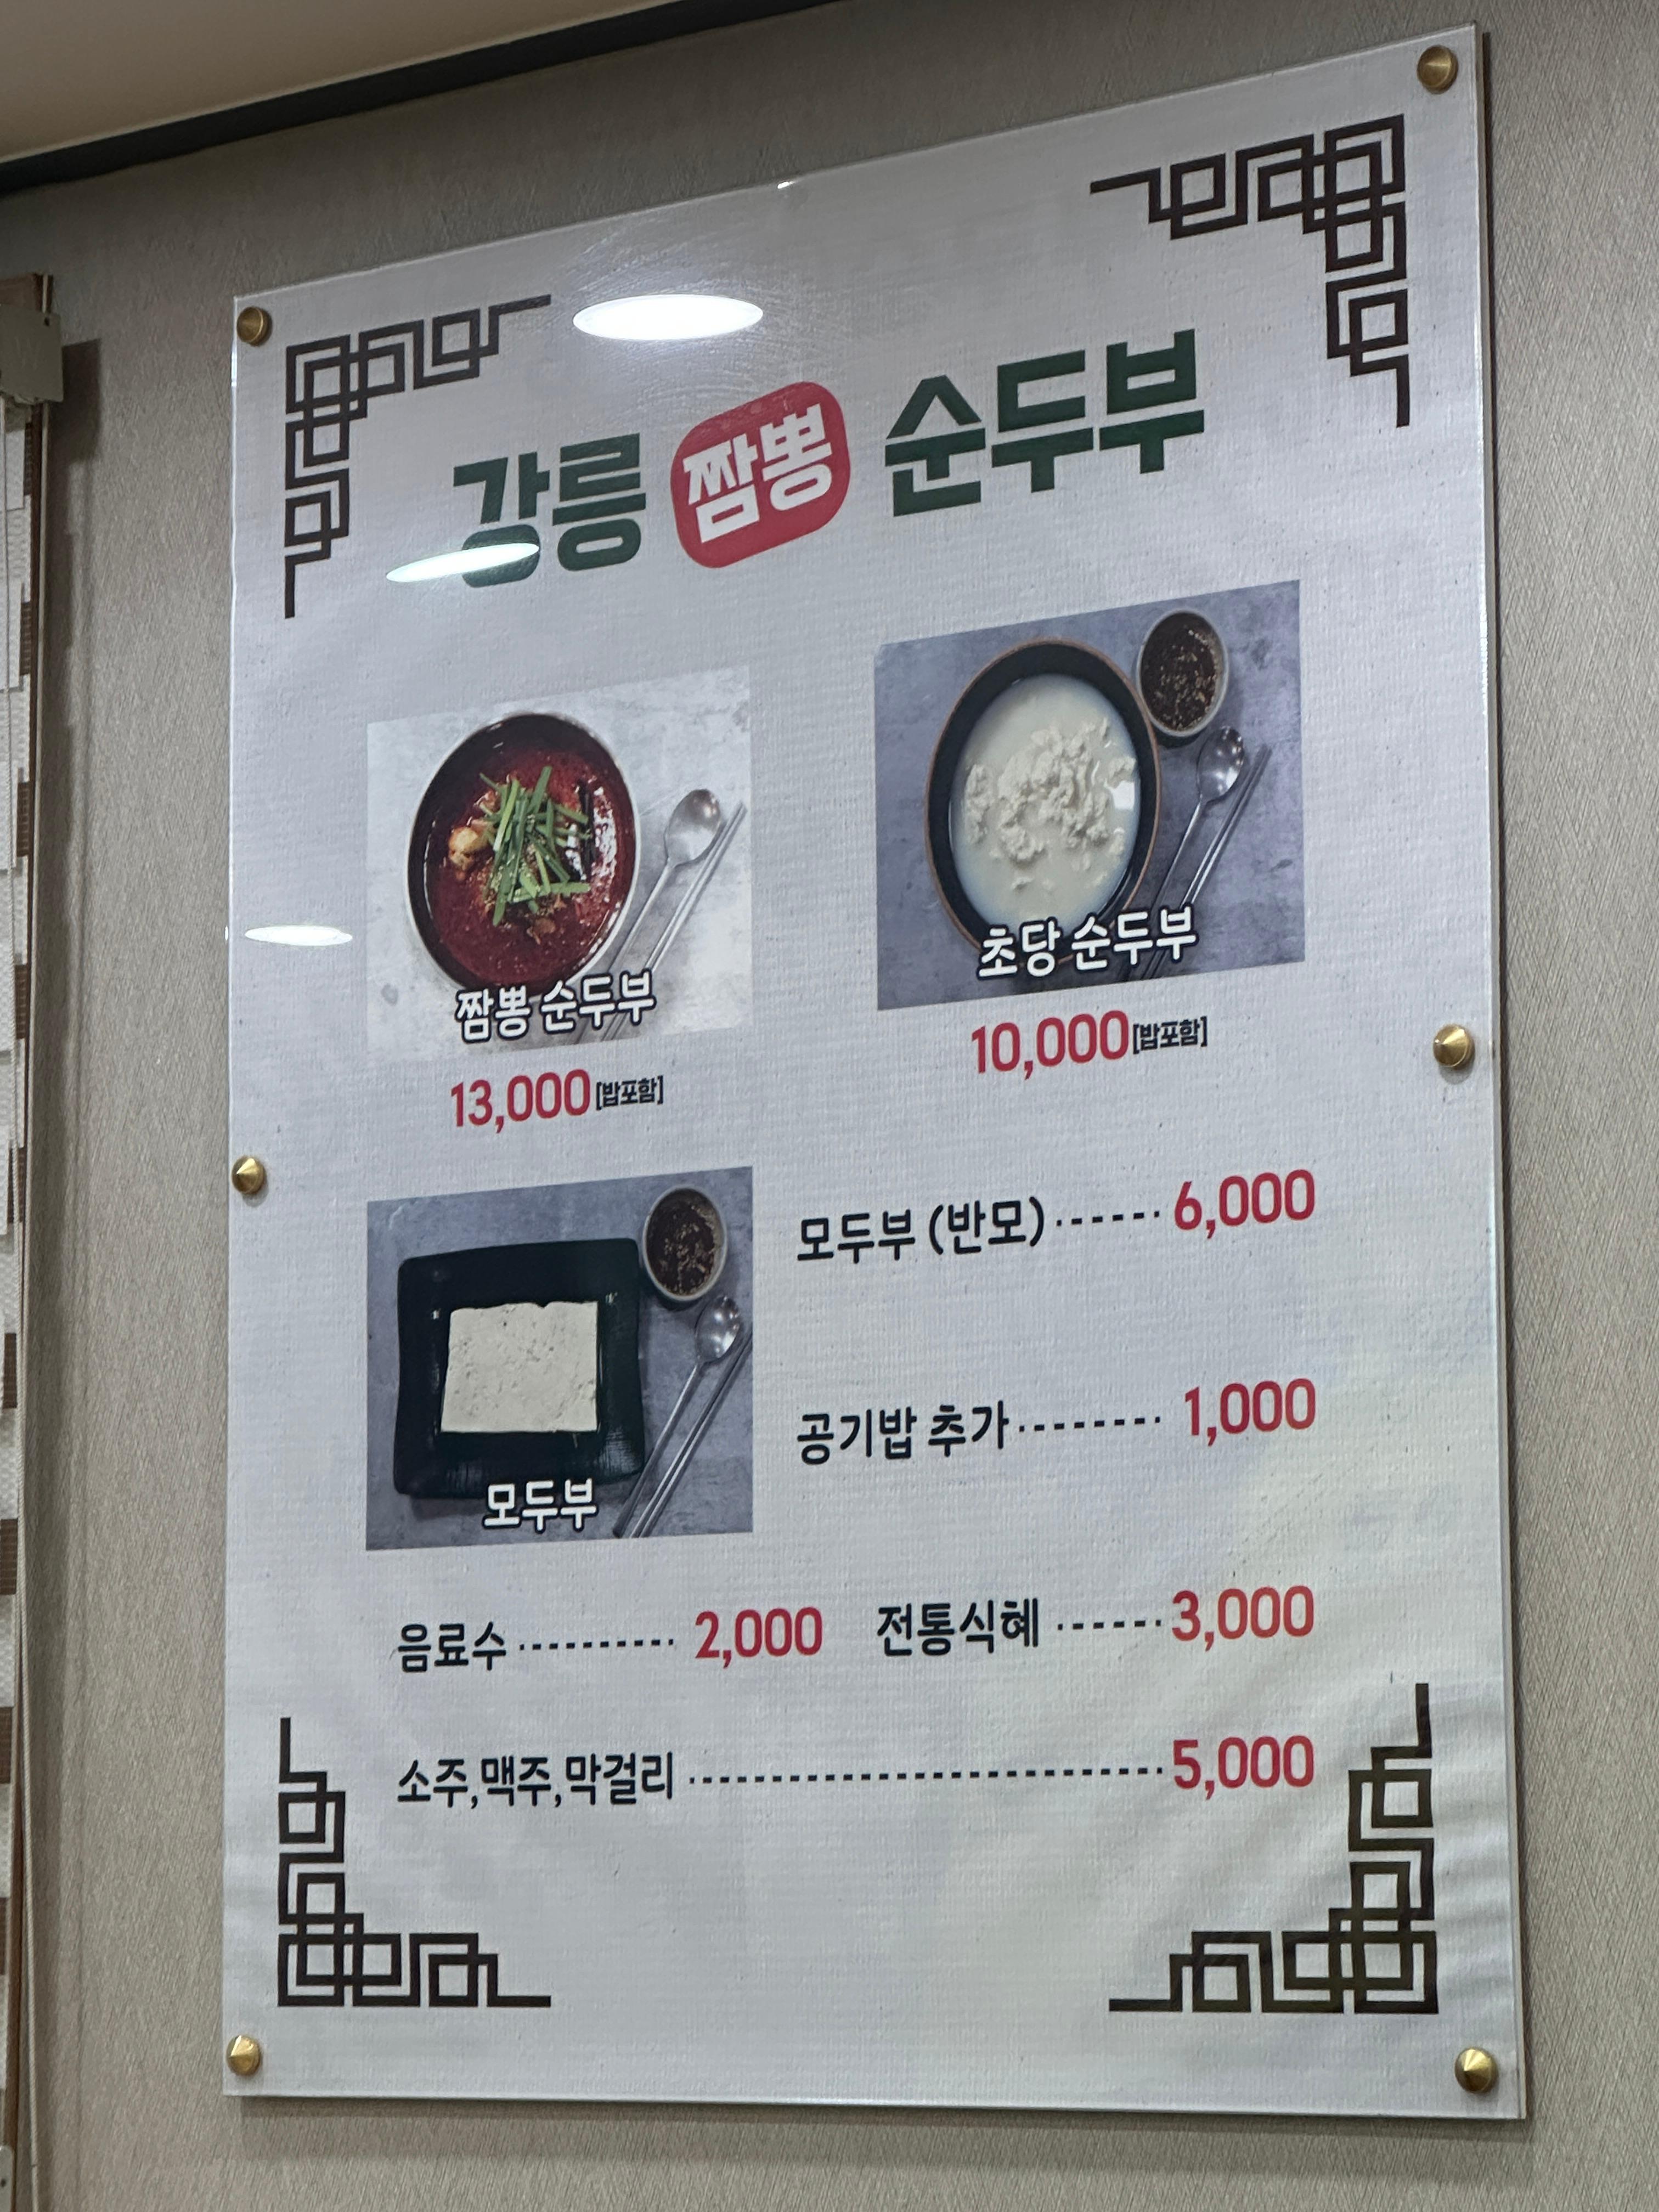 강릉 짬뽕 순두부
짬뽕 순두부
13,000[밥포함]
초당 순두부
10,000[밥포함]
모두부
모두부 (반모)------6,000
공기밥 추가-------- 1,000
음료수---------- 2,000
전통식혜 ------3,000
소주,맥주,막걸리----------------------------5,000